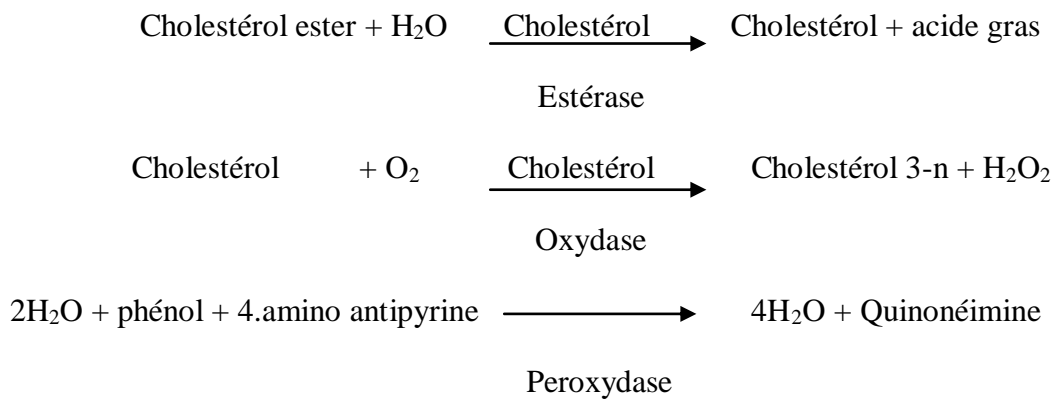 Cholestérol ester + H₂O Cholestérol Cholestérol + acide gras
Estérase
Cholestérol + O₂ Cholestérol Cholestérol 3-n + H₂O₂
Oxydase
2H₂O + phénol + 4.amino antipyrine 4H₂O + Quinonéimine
Peroxydase